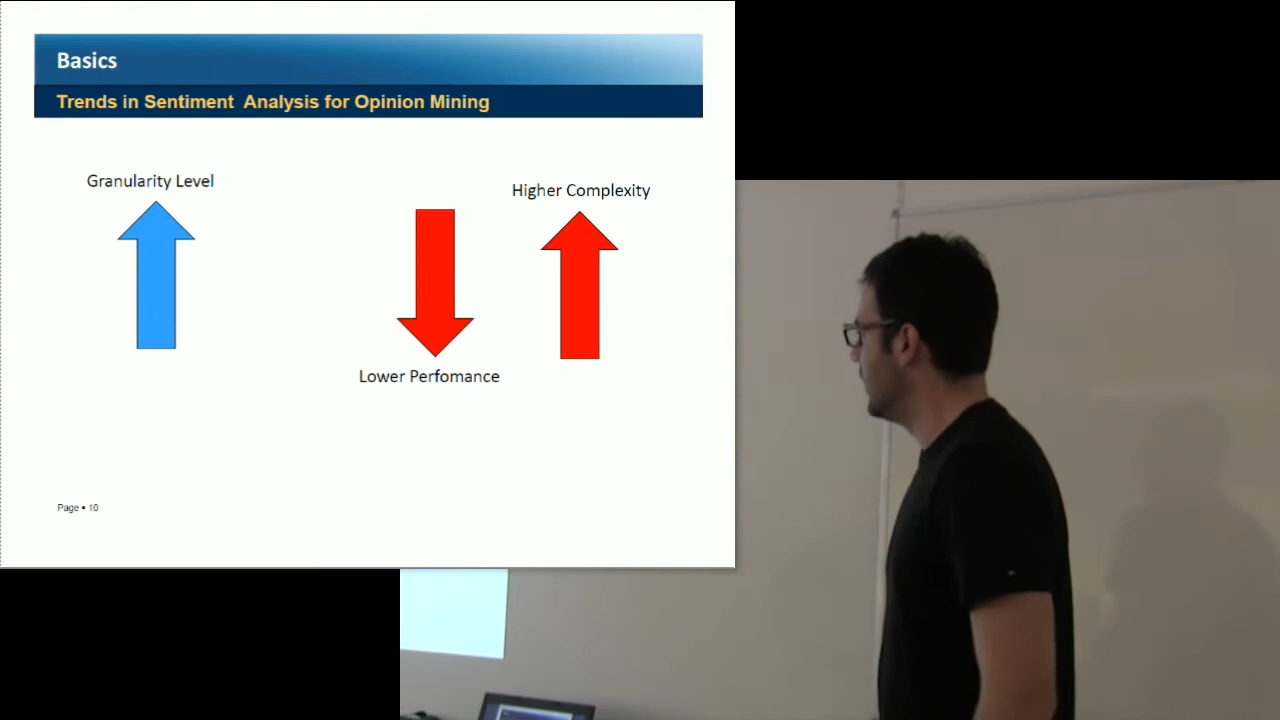 Basics
Trends in Sentiment Analysis for Opinion Mining
Granularity Level
Higher Complexity
Lower Perfomance
Page ▪ 10